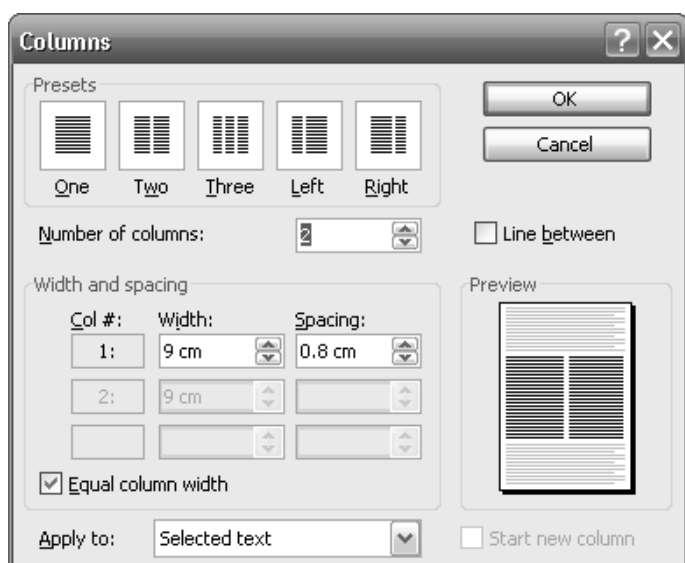 Columns
Presets
OK
Cancel
One Two Three Left Right
Number of columns: 2
Line between
Width and spacing
Preview
Col #: Width: Spacing:
1: 9 cm 0.8 cm
2: 9 cm
Equal column width
Apply to: Selected text
Start new column